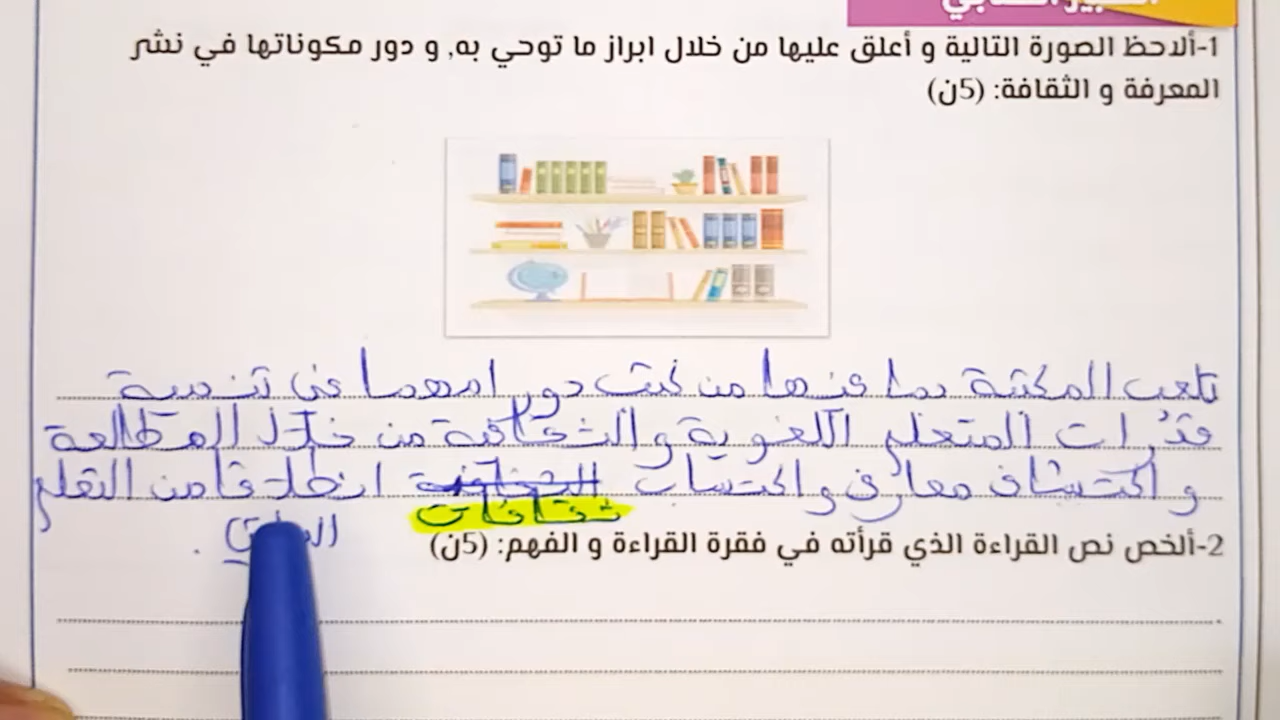 التعبير الكتابي
1-ألاحظ الصورة التالية و أعلق عليها من خلال ابراز ما توحي به, و دور مكوناتها في نشر
المعرفة و الثقافة: (5ن)
تلعب المكتبة بما فيها من كتب دورا مهما في تنمية
قدرات المتعلم اللغوية والثقافية من خلال المطالعة
و اكتشاف معارف واكتساب
انطلاقا من التعلم
ثقافات
2-ألخص نص القراءة الذي قرأته في فقرة القراءة و الفهم: (5ن)